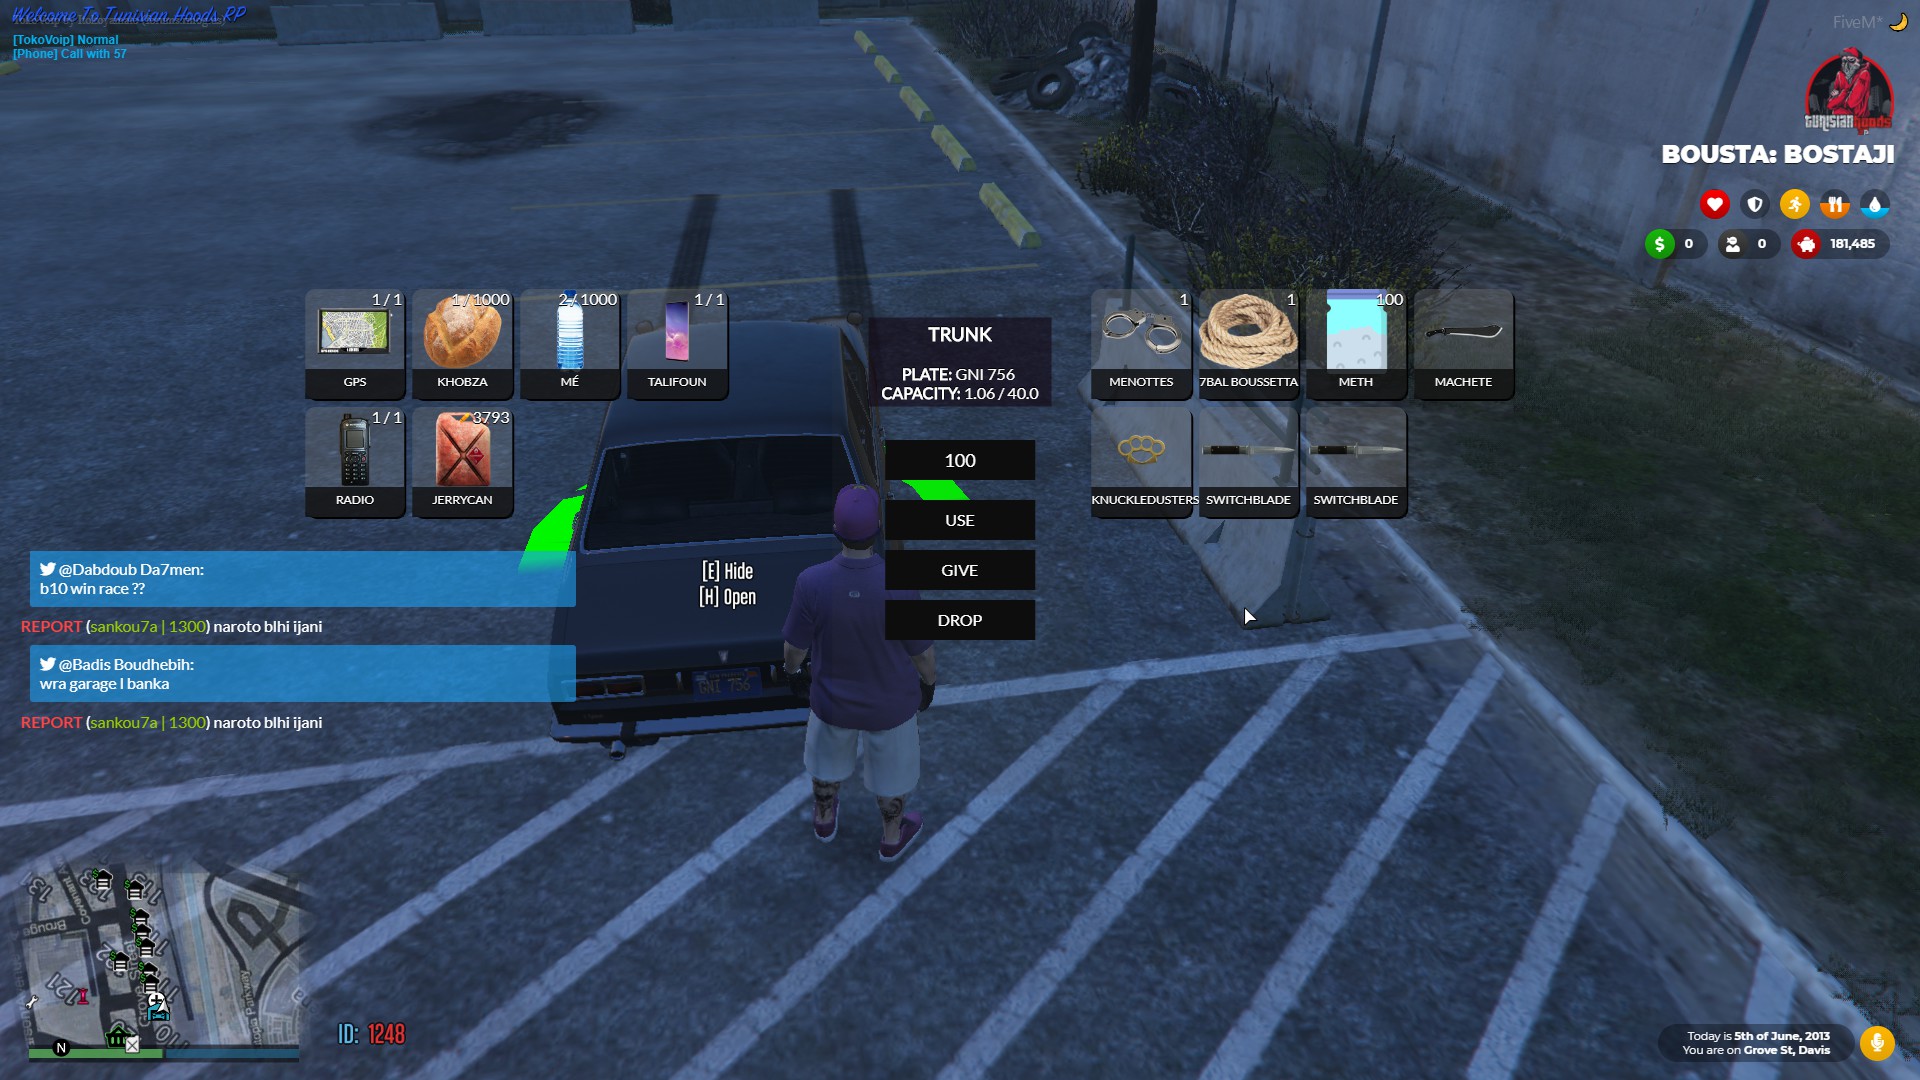 Welcome To Tunisian Hoods RP
[TokoVoip] Normal
[Phone] Call with 57
FiveM*
TUNISIAN HOODS
BOUSTA: BOSTAJI
0
0
181,485
1 / 1
1 / 1000
2 / 1000
1 / 1
GPS
KHOBZA
MÉ
TALIFOUN
1 / 1
3793
RADIO
JERRYCAN
TRUNK
PLATE: GNI 756
CAPACITY: 1.06 / 40.0
100
USE
GIVE
DROP
1
1
100
MENOTTES
7BAL BOUSSETTA
METH
MACHETE
KNUCKLEDUSTERS
SWITCHBLADE
SWITCHBLADE
[E] Hide
[H] Open
@Dabdoub Da7men:
b10 win race ??
REPORT (sankou7a | 1300) naroto blhi ijani
@Badis Boudhebih:
wra garage l banka
REPORT (sankou7a | 1300) naroto blhi ijani
GNI 756
N
ID: 1248
Today is 5th of June, 2013
You are on Grove St, Davis